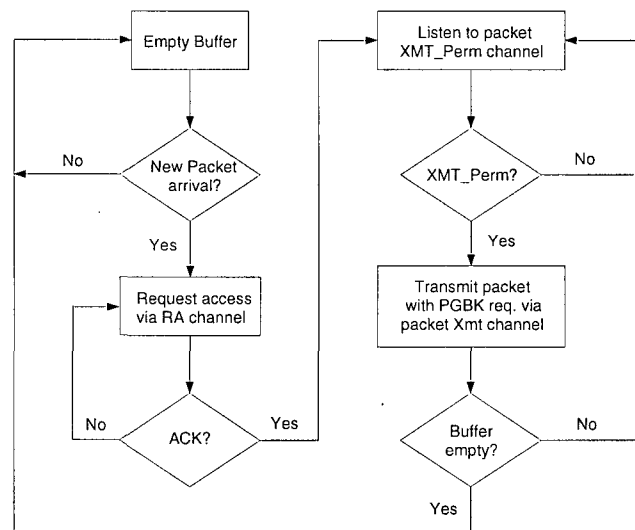 Empty Buffer
No
New Packet
arrival?
Yes
Request access
via RA channel
No
ACK?
Yes
Listen to packet
XMT_Perm channel
XMT_Perm?
No
Yes
Transmit packet
with PGBK req. via
packet Xmt channel
Buffer
empty?
No
Yes